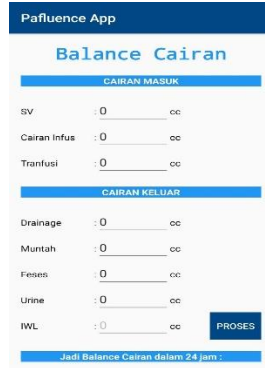 Pafluence App
Balance Cairan
CAIRAN MASUK
SV : 0 cc
Cairan Infus : 0 cc
Tranfusi : 0 cc
CAIRAN KELUAR
Drainage : 0 cc
Muntah : 0 cc
Feses : 0 cc
Urine : 0 cc
IWL : 0 cc PROSES
Jadi Balance Cairan dalam 24 jam :